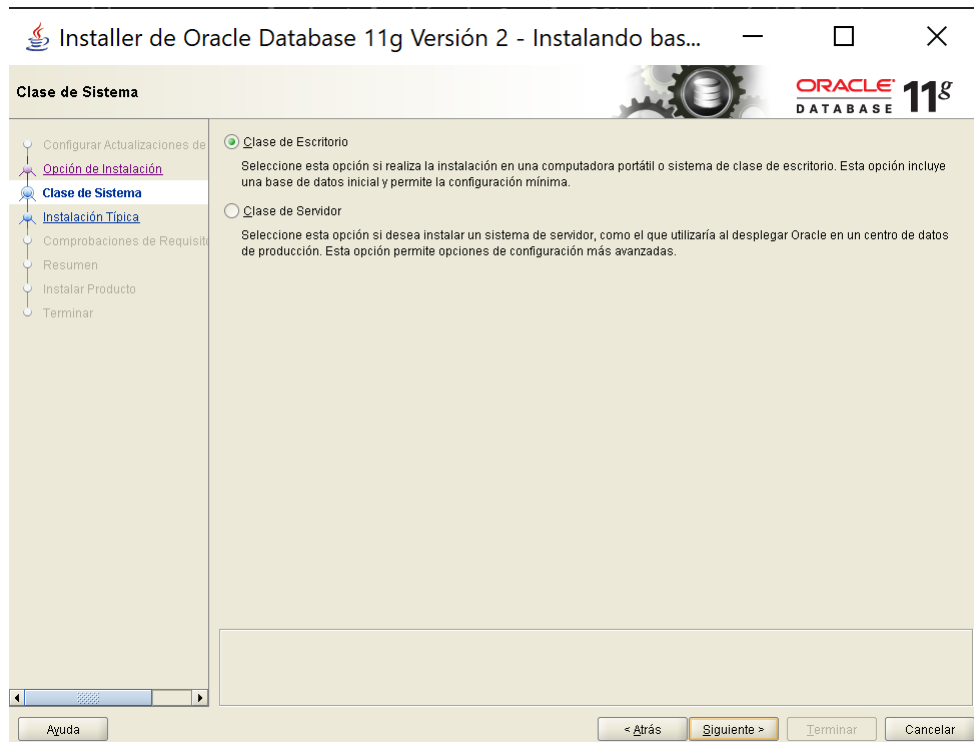 Installer de Oracle Database 11g Versión 2 - Instalando bas...
Clase de Sistema
ORACLE
DATABASE
11g
Configurar Actualizaciones de
Opción de Instalación
Clase de Sistema
Instalación Típica
Comprobaciones de Requisito
Resumen
Instalar Producto
Terminar
Clase de Escritorio
Seleccione esta opción si realiza la instalación en una computadora portátil o sistema de clase de escritorio. Esta opción incluye
una base de datos inicial y permite la configuración mínima.
Clase de Servidor
Seleccione esta opción si desea instalar un sistema de servidor, como el que utilizaría al desplegar Oracle en un centro de datos
de producción. Esta opción permite opciones de configuración más avanzadas.
Ayuda
< Atrás
Siguiente >
Terminar
Cancelar